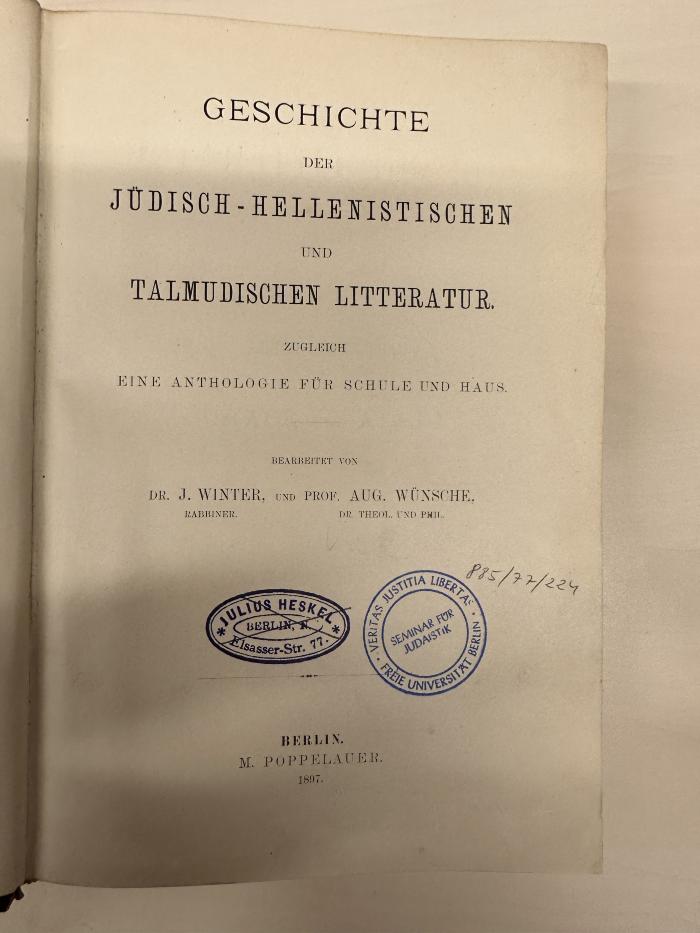 GESCHICHTE
DER
JÜDISCH-HELLENISTISCHEN
UND
TALMUDISCHEN LITTERATUR.
ZUGLEICH
EINE ANTHOLOGIE FÜR SCHULE UND HAUS.
BEARBEITET VON
DR. J. WINTER, UND PROF. AUG. WÜNSCHE,
RABBINER. DR. THEOL. UND PHIL.
885/77/224
* JULIUS HESKEL *
BERLIN, N.
Elsasser-Str. 77.
· VERITAS JUSTITIA LIBERTAS ·
SEMINAR FÜR
JUDAISTIK
FREIE UNIVERSITÄT BERLIN
BERLIN.
M. POPPELAUER.
1897.